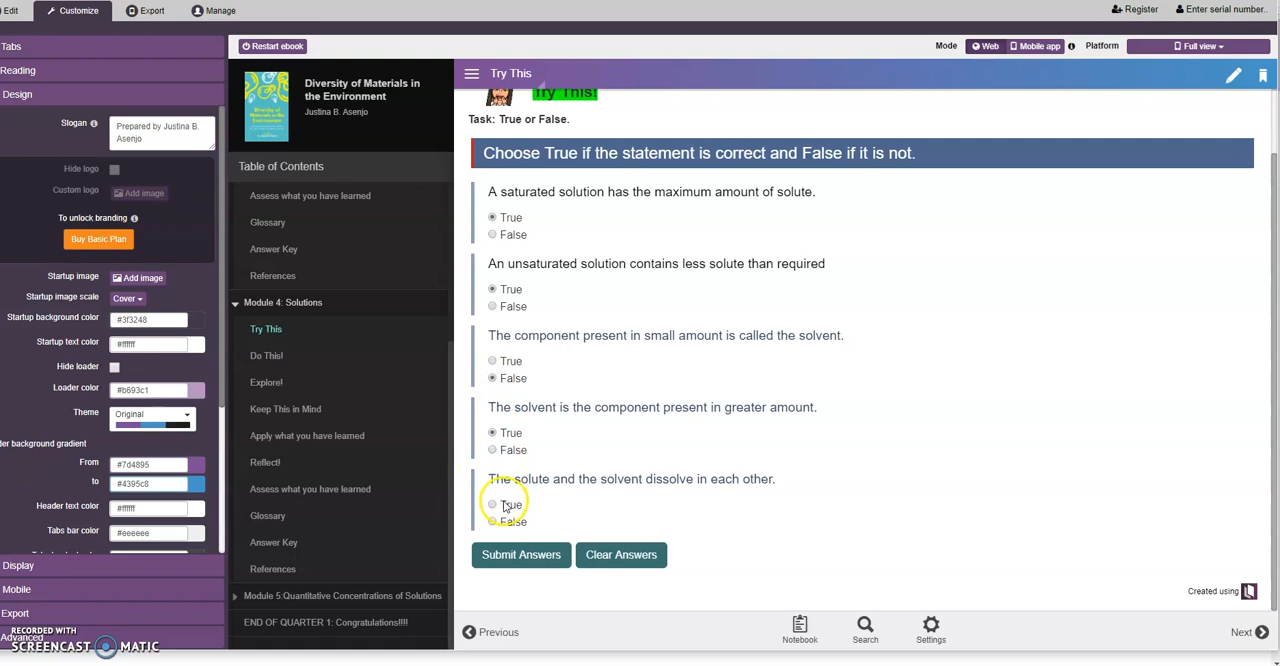 Edit
Customize
Export
Manage
Register
Enter serial number..
Tabs
Reading
Design
Slogan
Prepared by Justina B.
Asenjo
Hide logo
Custom logo
Add image
To unlock branding
Buy Basic Plan
Startup image
Add image
Startup image scale
Cover
Startup background color
#3f3248
Startup text color
#ffffff
Hide loader
Loader color
#b693c1
Theme
Original
der background gradient
From
#7d4895
to
#4395c8
Header text color
#ffffff
Tabs bar color
#eeeeee
Display
Mobile
Export
Advanced
RECORDED WITH
SCREENCAST MATIC
Restart ebook
Mode
Web
Mobile app
Platform
Full view
Diversity of Materials in
the Environment
Justina B. Asenjo
Table of Contents
Assess what you have learned
Glossary
Answer Key
References
Module 4: Solutions
Try This
Do This!
Explore!
Keep This in Mind
Apply what you have learned
Reflect!
Assess what you have learned
Glossary
Answer Key
References
Module 5:Quantitative Concentrations of Solutions
END OF QUARTER 1: Congratulations!!!!
Try This
Try This!
Task: True or False.
Choose True if the statement is correct and False if it is not.
A saturated solution has the maximum amount of solute.
True
False
An unsaturated solution contains less solute than required
True
False
The component present in small amount is called the solvent.
True
False
The solvent is the component present in greater amount.
True
False
The solute and the solvent dissolve in each other.
True
False
Submit Answers
Clear Answers
Created using
Previous
Notebook
Search
Settings
Next